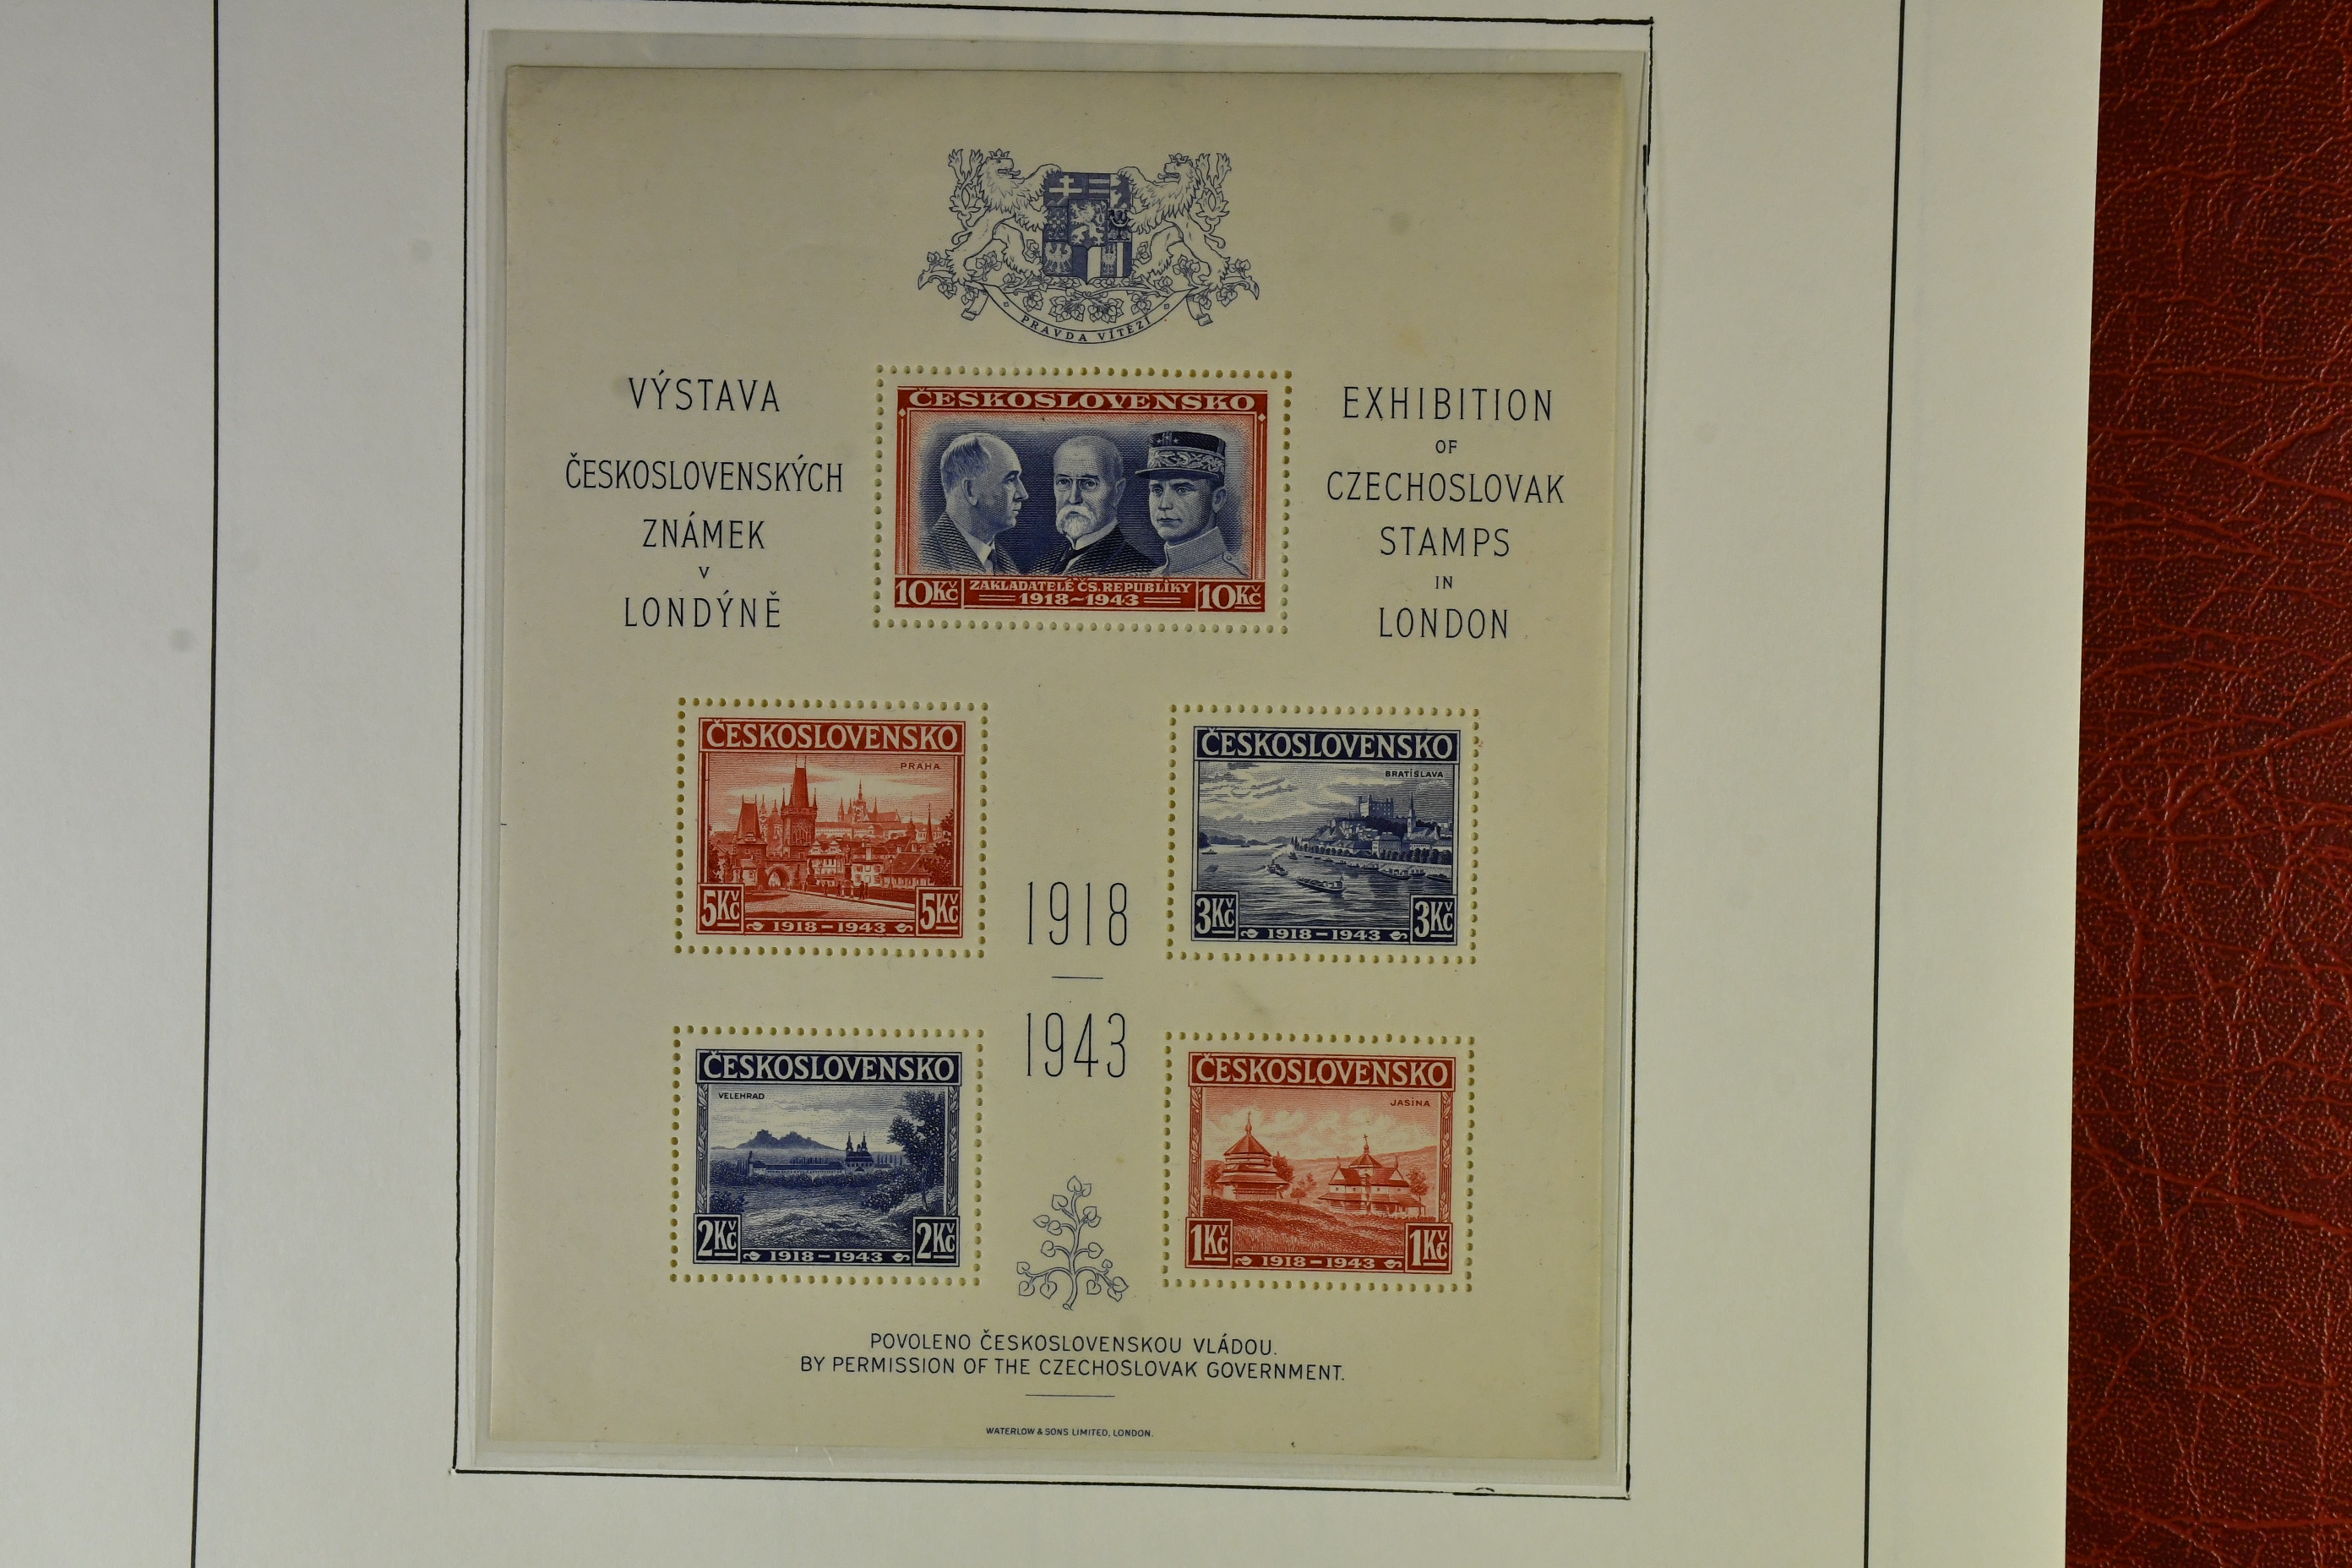 PRAVDA VÍTĚZÍ
VÝSTAVA
ČESKOSLOVENSKÝCH
ZNÁMEK
V
LONDÝNĚ
ČESKOSLOVENSKO
10Kč
ZAKLADATELÉ ČS. REPUBLIKY
1918~1943
10Kč
EXHIBITION
OF
CZECHOSLOVAK
STAMPS
IN
LONDON
ČESKOSLOVENSKO
PRAHA
5Kč
1918-1943
5Kč
ČESKOSLOVENSKO
BRATISLAVA
3Kč
1918-1943
3Kč
1918
1943
ČESKOSLOVENSKO
VELEHRAD
2Kč
1918-1943
2Kč
ČESKOSLOVENSKO
JASINA
1Kč
1918-1943
1Kč
POVOLENO ČESKOSLOVENSKOU VLÁDOU.
BY PERMISSION OF THE CZECHOSLOVAK GOVERNMENT.
WATERLOW & SONS LIMITED, LONDON.